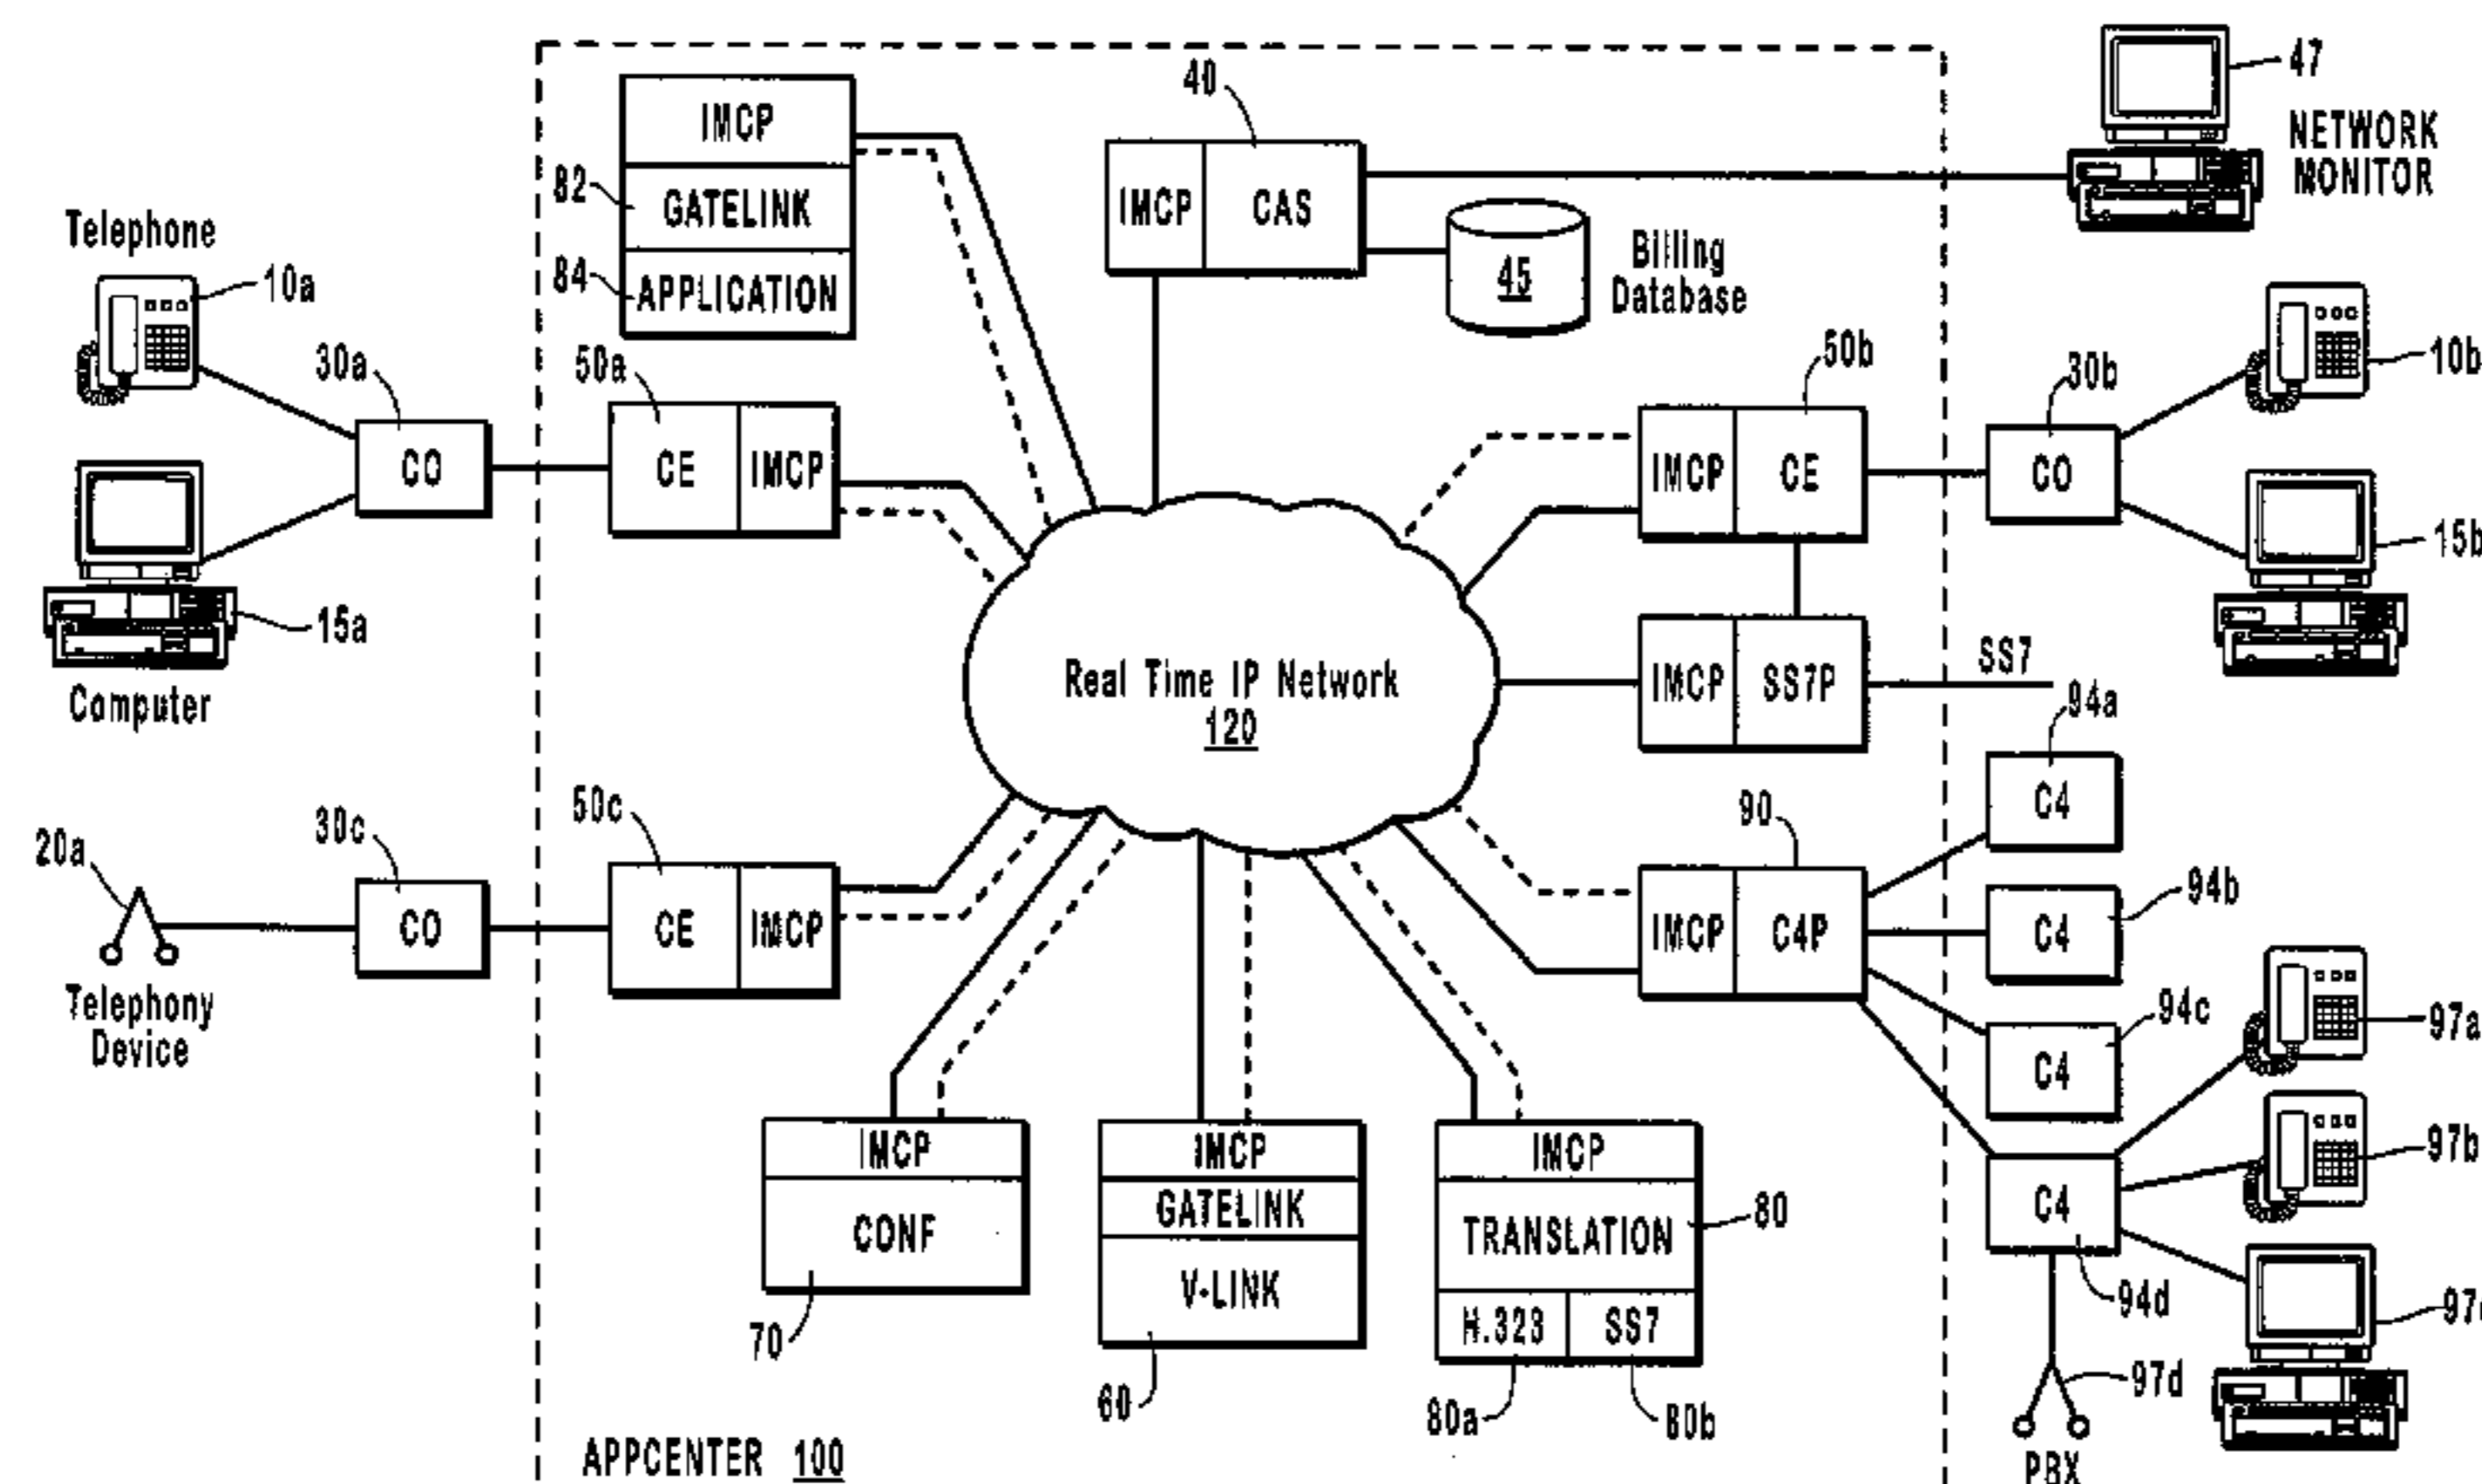 40
47
IMCP
NETWORK
MONITOR
82
GATELINK
IMCP
CAS
Telephone
10a
84
APPLICATION
45
Billing
Database
30a
50a
50b
30b
10b
CO
CE
IMCP
IMCP
CE
CO
15b
15a
Computer
Real Time IP Network
120
IMCP
SS7P
SS7
94a
C4
20a
30c
50c
90
94b
CO
CE
IMCP
IMCP
C4P
C4
Telephony
Device
94c
97a
C4
IMCP
CONF
IMCP
GATELINK
V-LINK
IMCP
TRANSLATION
80
H.323
SS7
97b
C4
94d
70
60
80a
80b
97d
PBX
APPCENTER 100